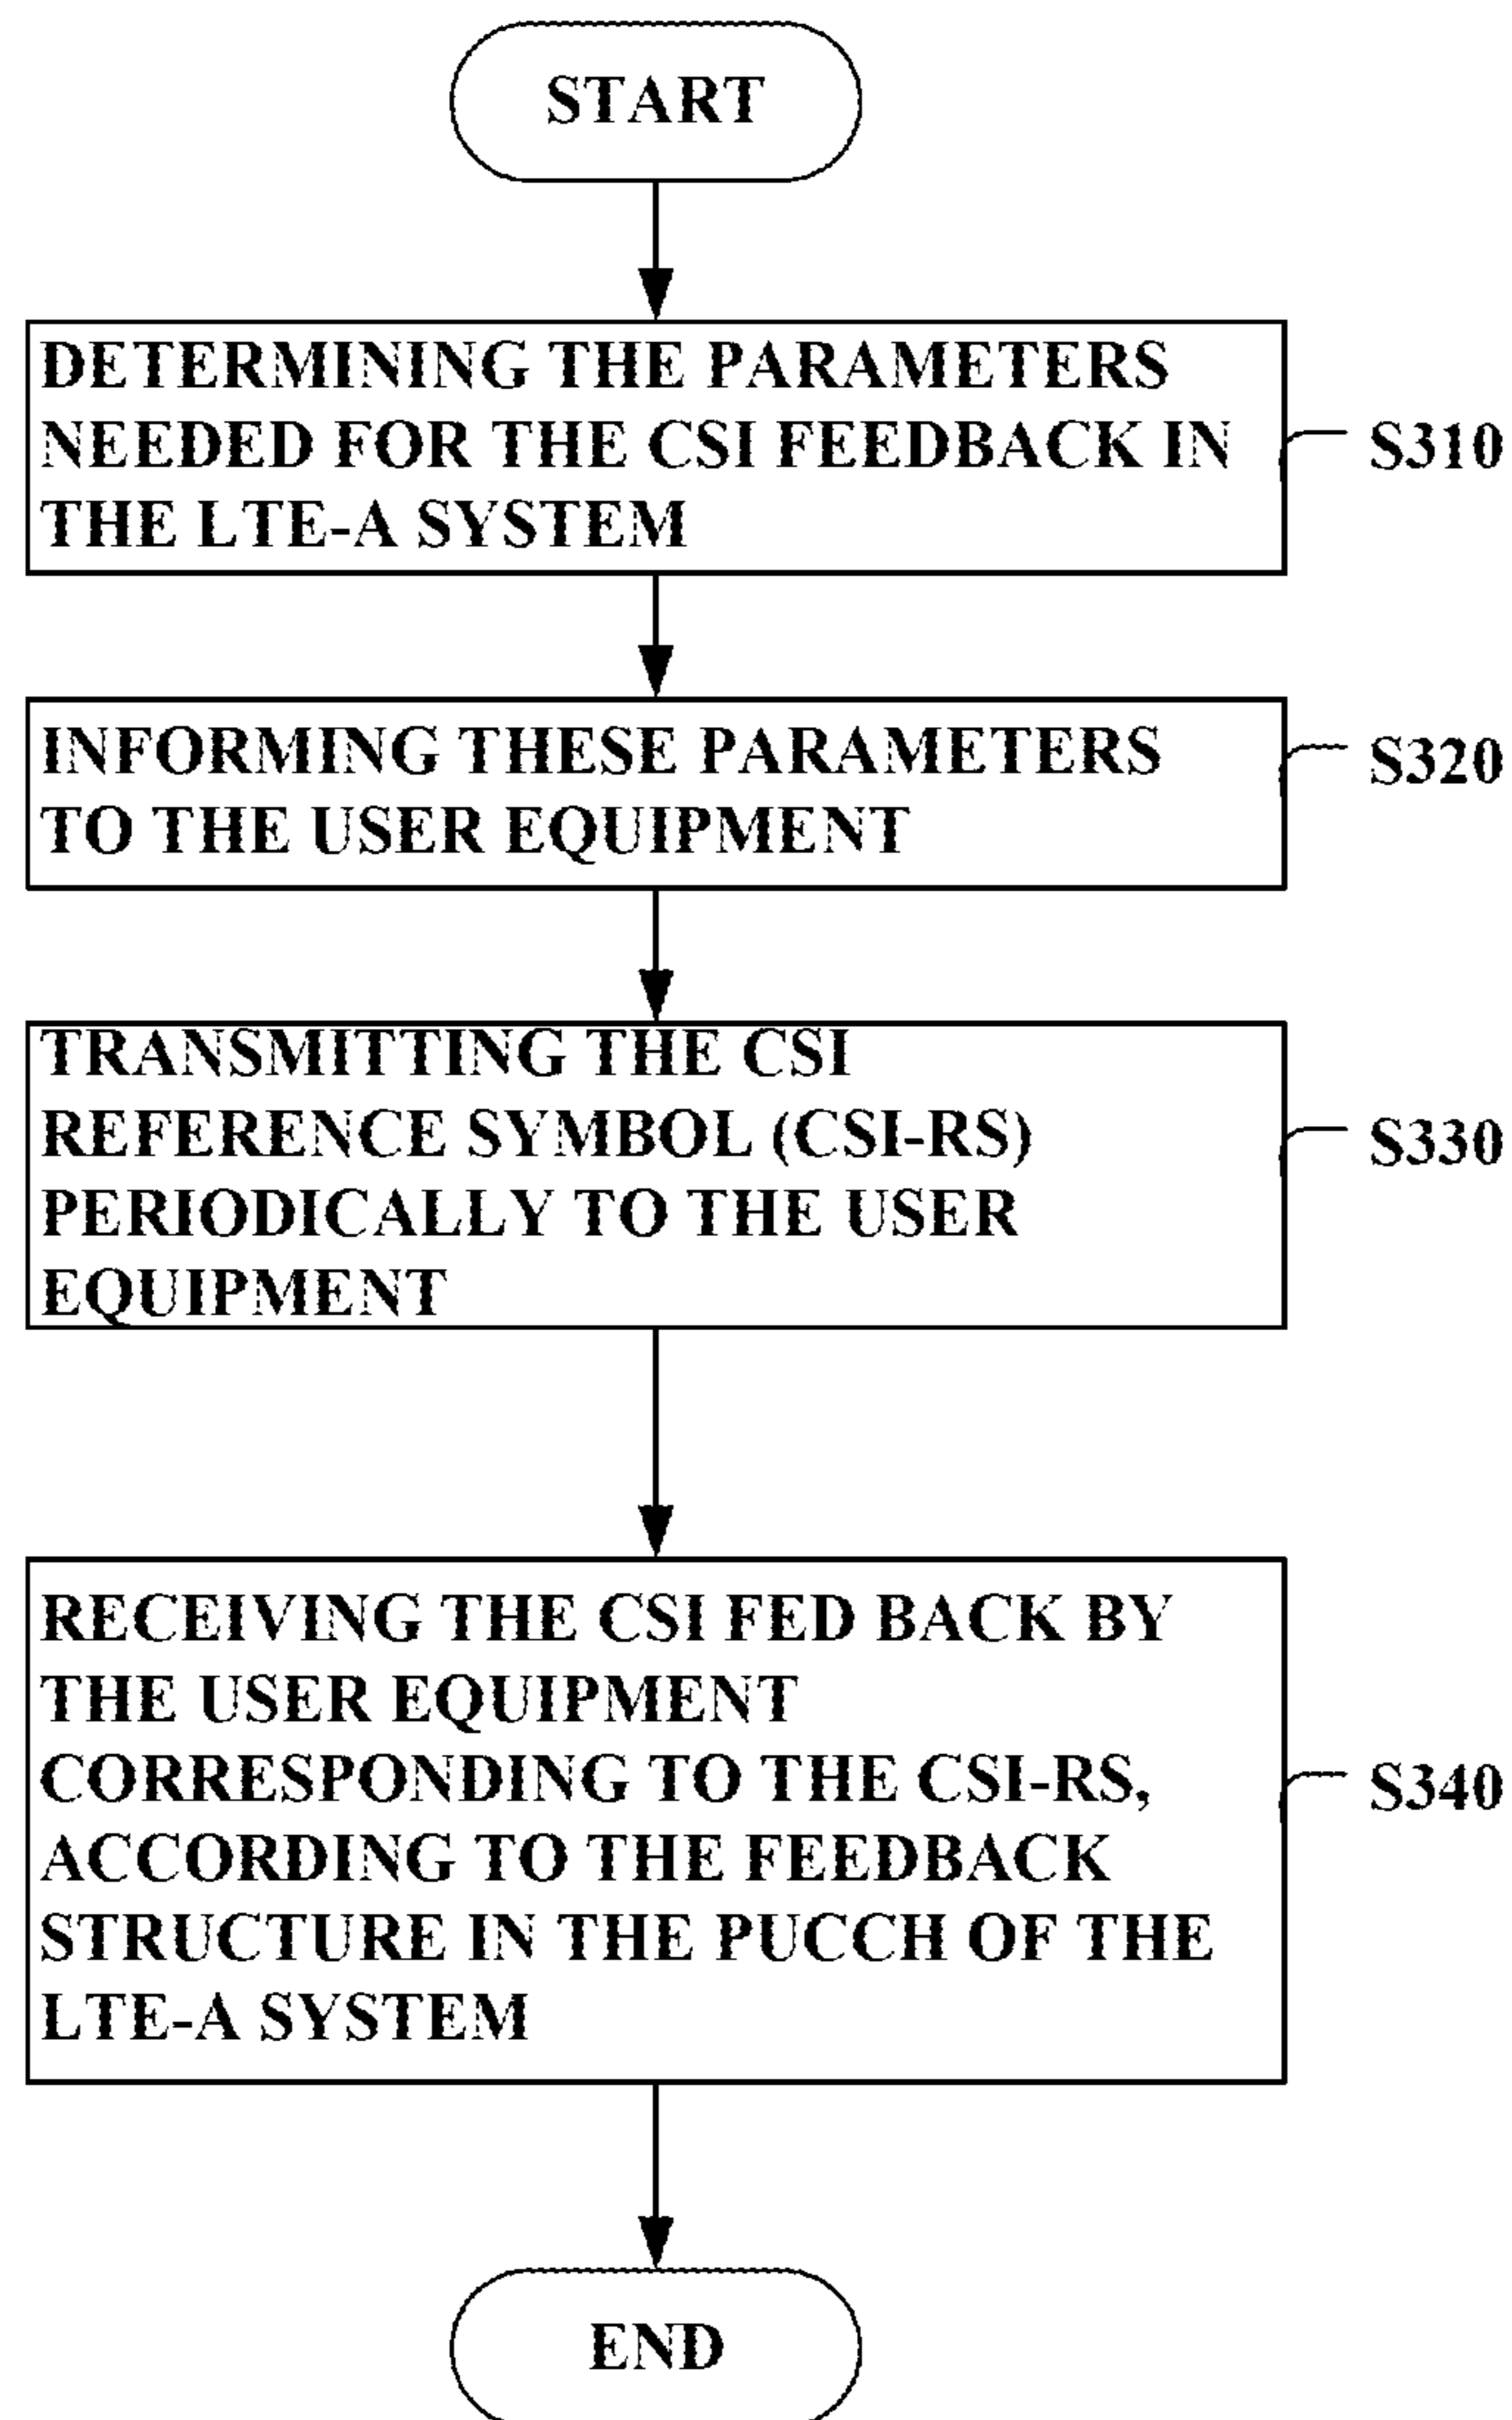 START
DETERMINING THE PARAMETERS
NEEDED FOR THE CSI FEEDBACK IN
THE LTE-A SYSTEM
S310
INFORMING THESE PARAMETERS
TO THE USER EQUIPMENT
S320
TRANSMITTING THE CSI
REFERENCE SYMBOL (CSI-RS)
PERIODICALLY TO THE USER
EQUIPMENT
S330
RECEIVING THE CSI FED BACK BY
THE USER EQUIPMENT
CORRESPONDING TO THE CSI-RS,
ACCORDING TO THE FEEDBACK
STRUCTURE IN THE PUCCH OF THE
LTE-A SYSTEM
S340
END